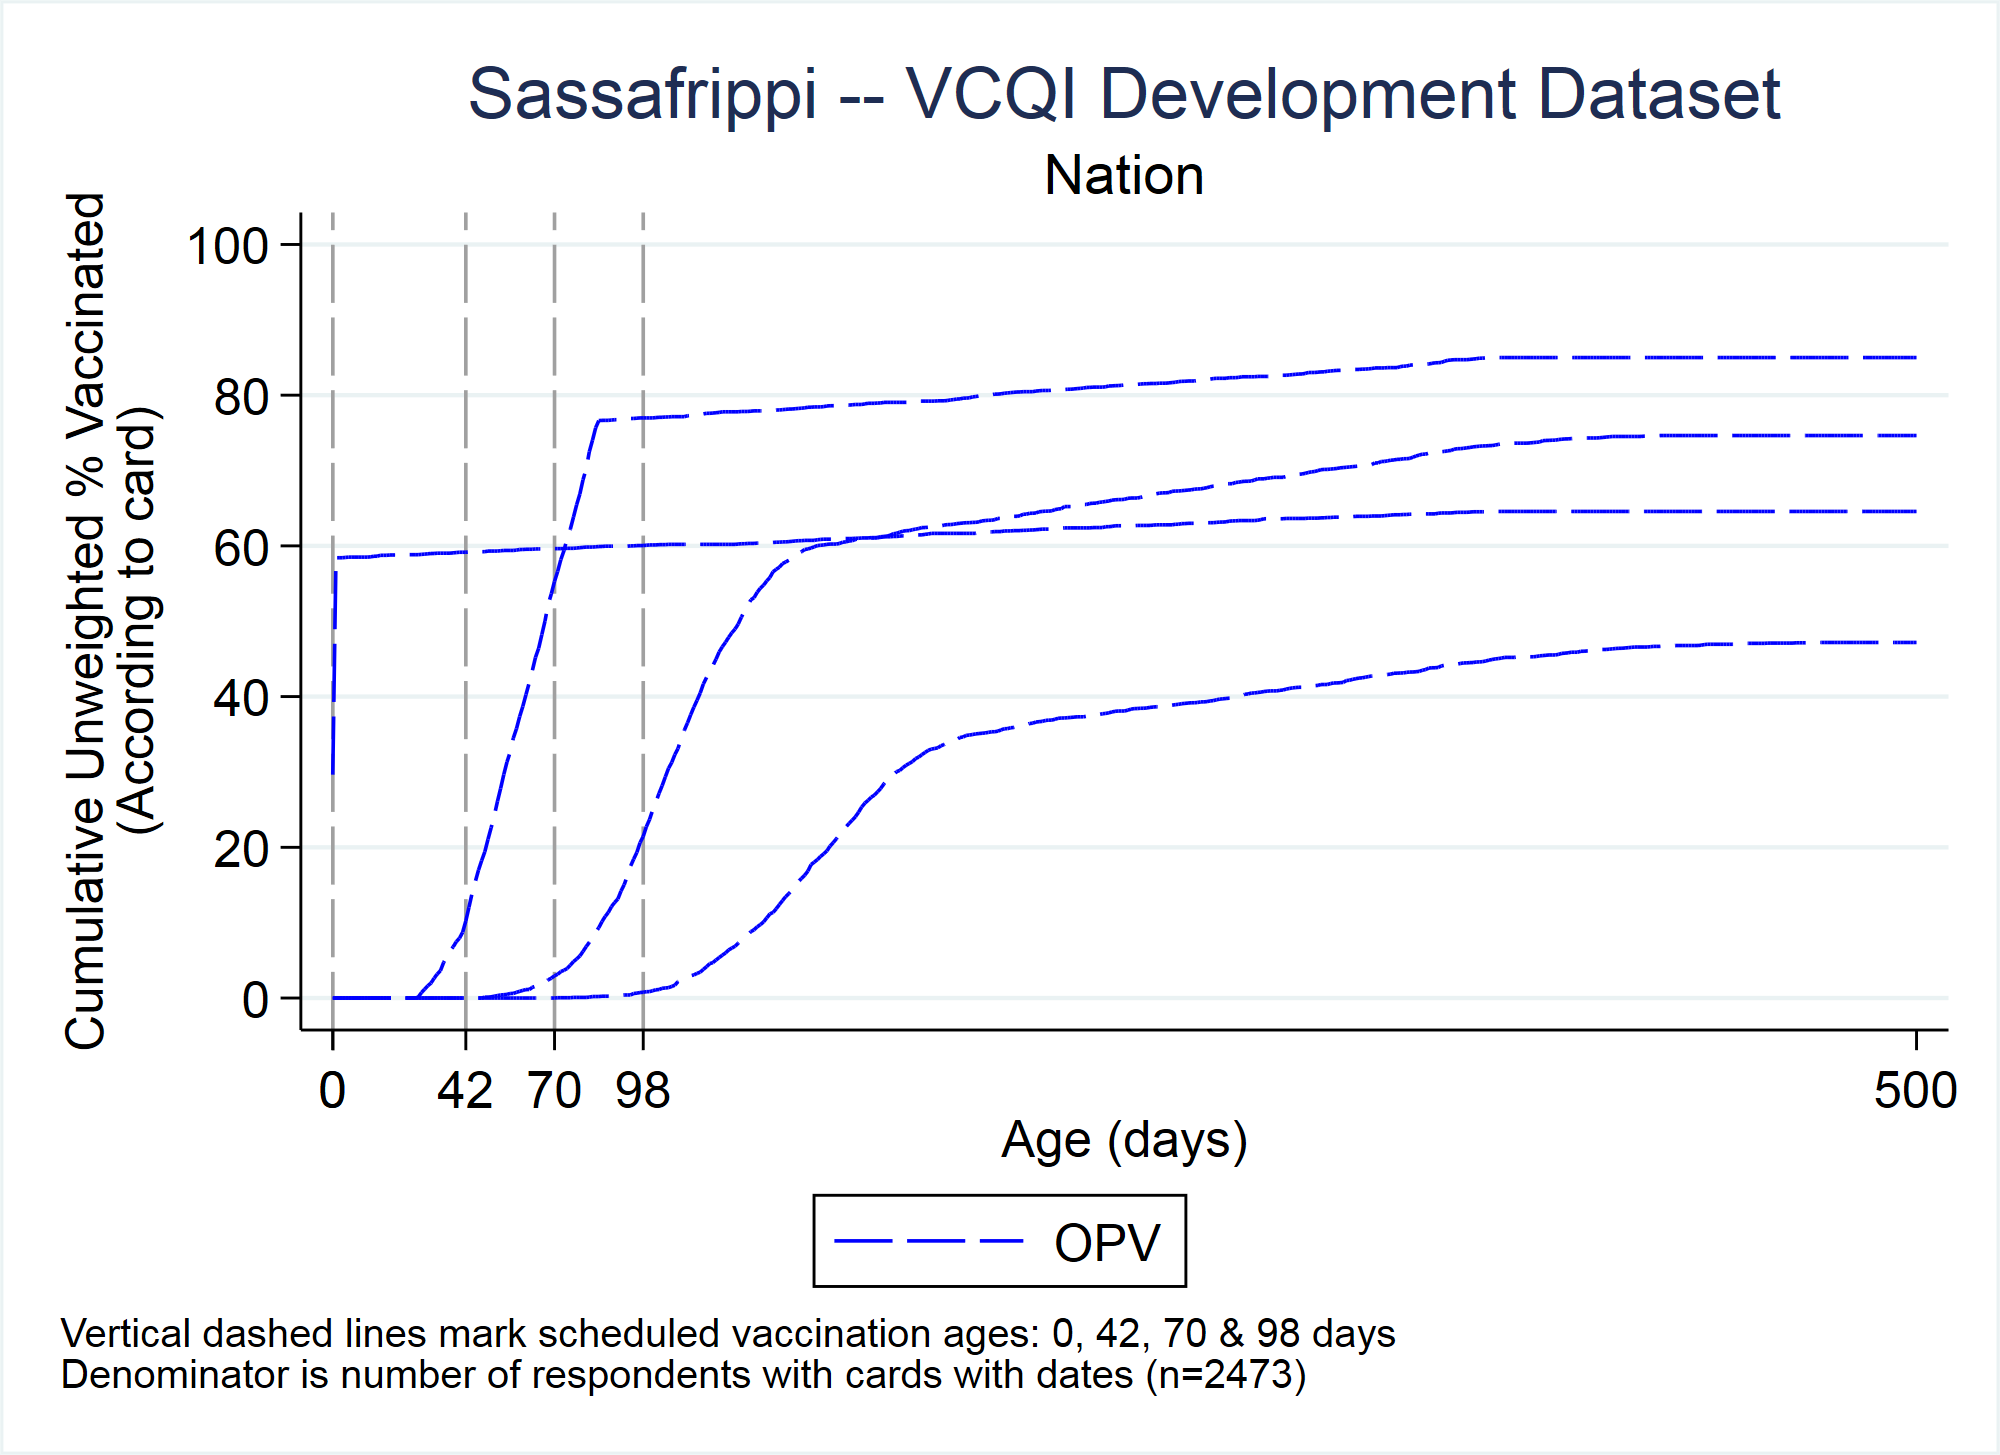 Sassafrippi -- VCQI Development Dataset
Nation
Cumulative Unweighted % Vaccinated
(According to card)
100
80
60
40
20
0
0 42 70 98 500
Age (days)
OPV
Vertical dashed lines mark scheduled vaccination ages: 0, 42, 70 & 98 days
Denominator is number of respondents with cards with dates (n=2473)